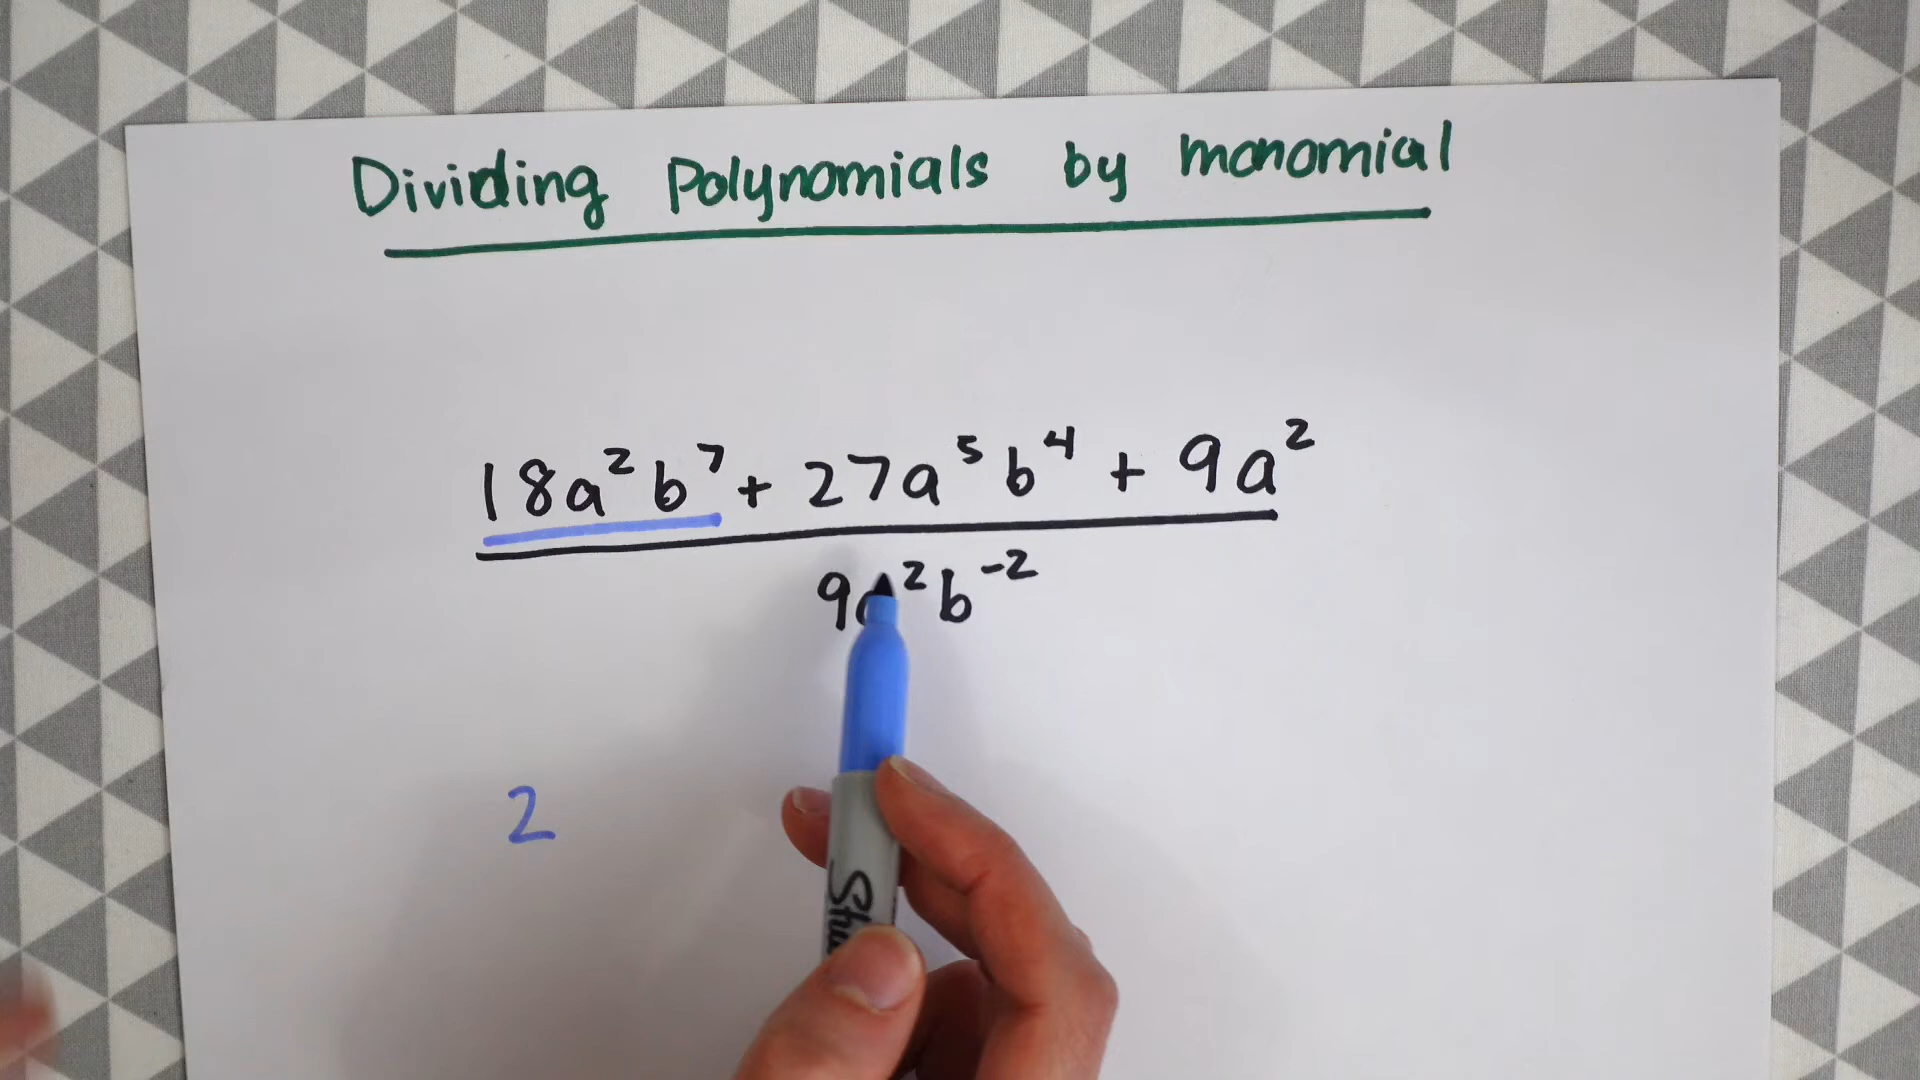 Dividing Polynomials by monomial
18a²b⁷ + 27a⁵b⁴ + 9a²
9a²b⁻²
2